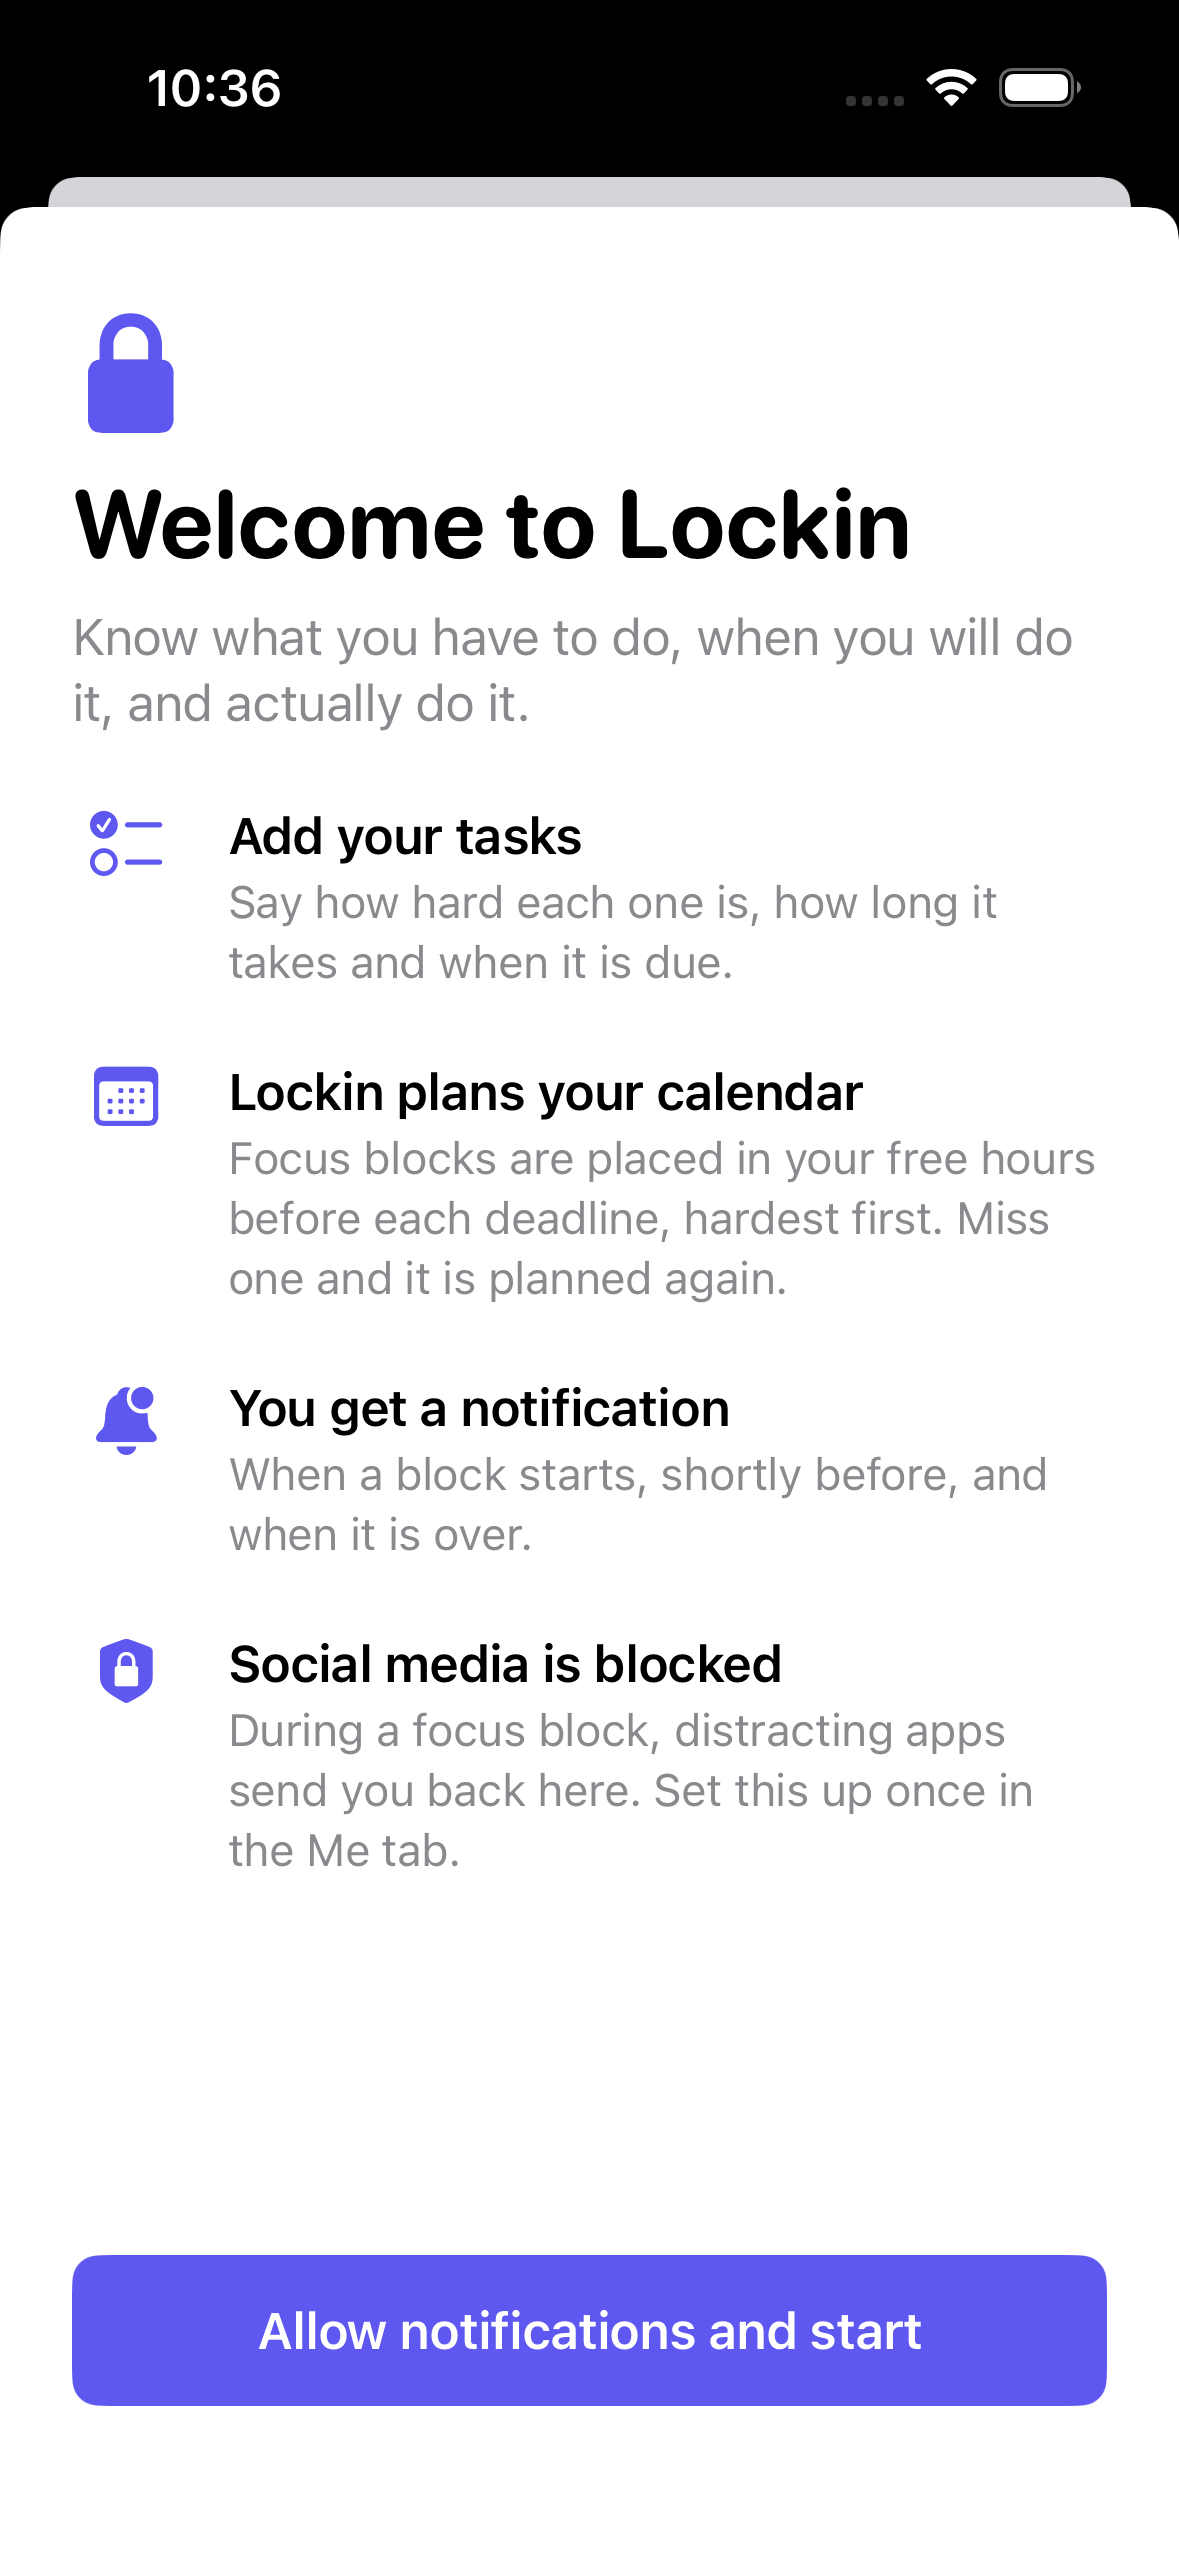 10:36
Welcome to Lockin
Know what you have to do, when you will do
it, and actually do it.
Add your tasks
Say how hard each one is, how long it
takes and when it is due.
Lockin plans your calendar
Focus blocks are placed in your free hours
before each deadline, hardest first. Miss
one and it is planned again.
You get a notification
When a block starts, shortly before, and
when it is over.
Social media is blocked
During a focus block, distracting apps
send you back here. Set this up once in
the Me tab.
Allow notifications and start